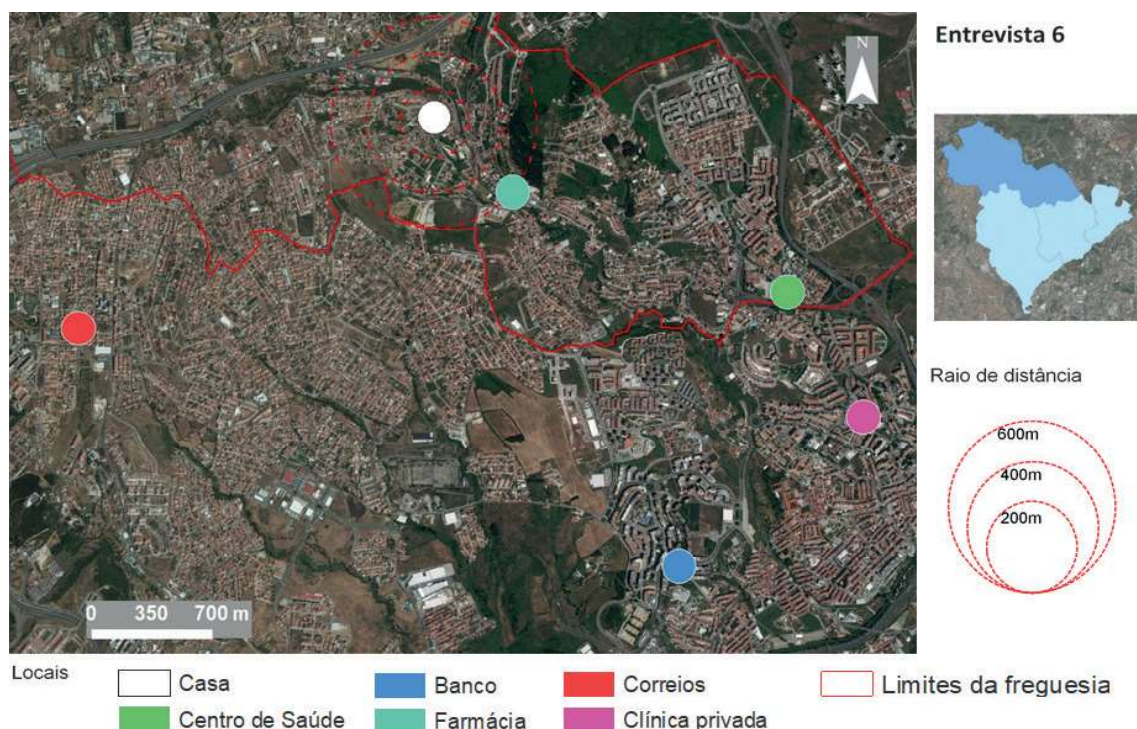 Entrevista 6
N
Raio de distância
600m
400m
200m
0 350 700 m
Locais
Casa
Banco
Correios
Limites da freguesia
Centro de Saúde
Farmácia
Clínica privada